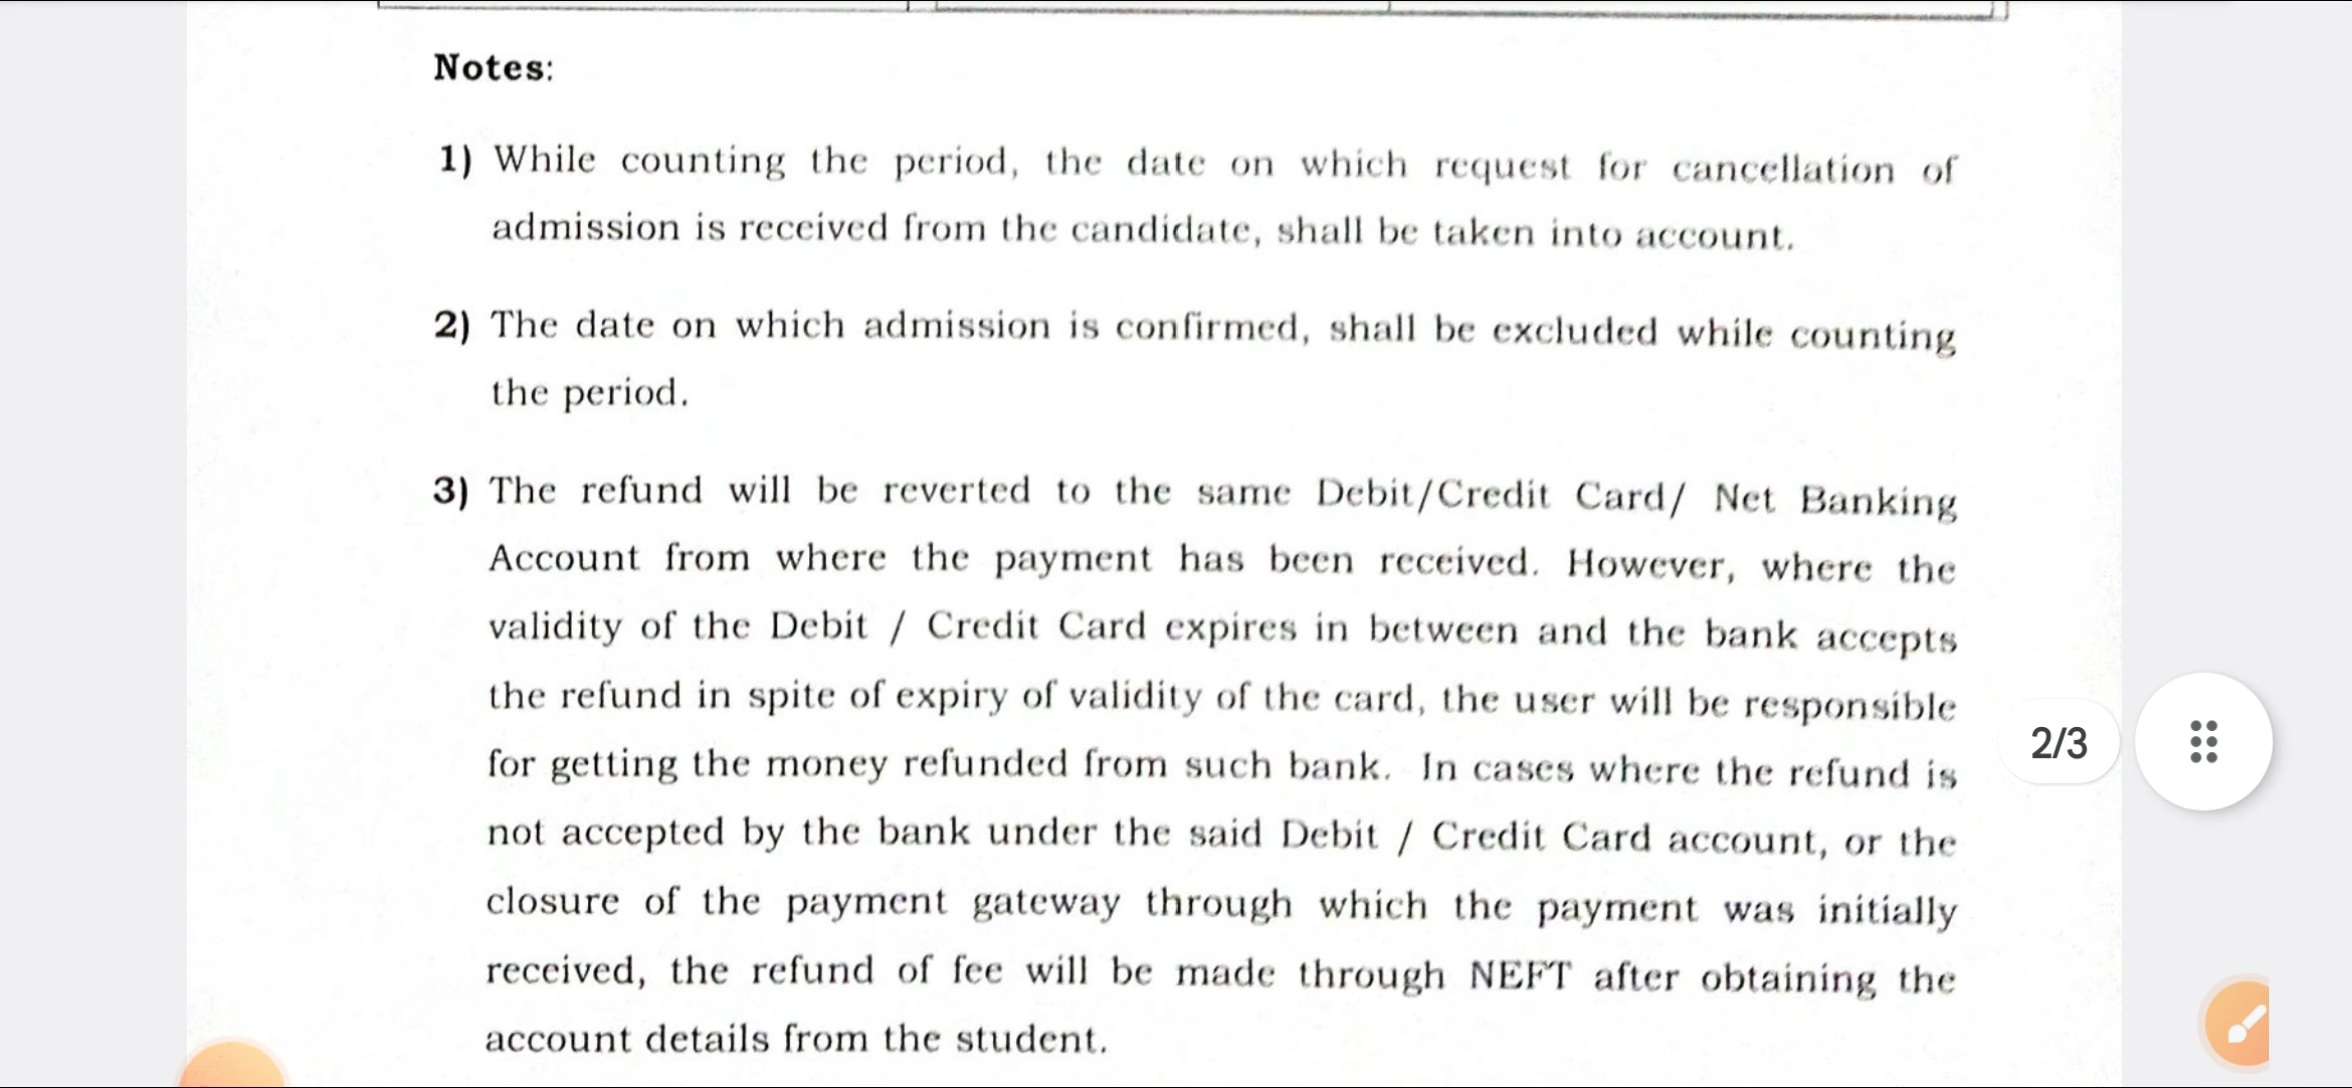 Notes:
1) While counting the period, the date on which request for cancellation of
admission is received from the candidate, shall be taken into account.
2) The date on which admission is confirmed, shall be excluded while counting
the period.
3) The refund will be reverted to the same Debit/Credit Card/ Net Banking
Account from where the payment has been received. However, where the
validity of the Debit / Credit Card expires in between and the bank accepts
the refund in spite of expiry of validity of the card, the user will be responsible
for getting the money refunded from such bank. In cases where the refund is
not accepted by the bank under the said Debit / Credit Card account, or the
closure of the payment gateway through which the payment was initially
received, the refund of fee will be made through NEFT after obtaining the
account details from the student.
2/3